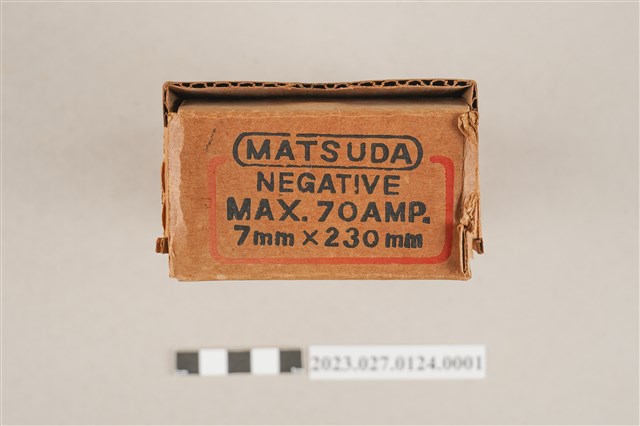 MATSUDA
NEGATIVE
MAX. 70AMP.
7mm × 230mm
2023.027.0124.0001